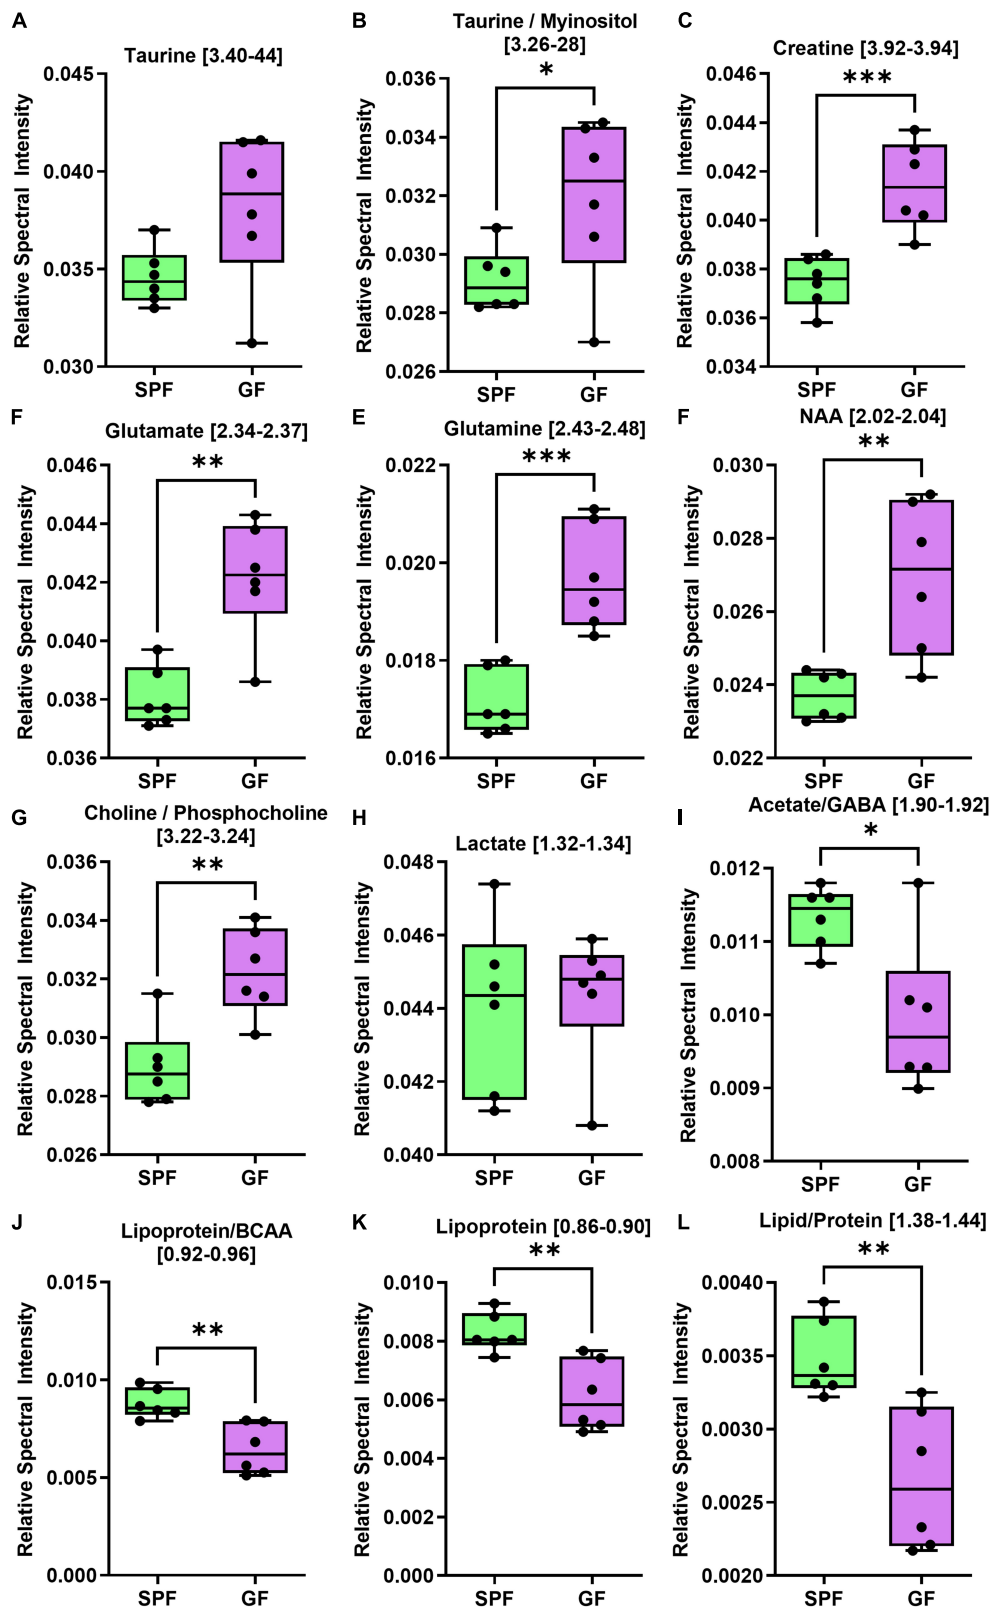 A
Taurine [3.40-44]
Relative Spectral Intensity
0.045
0.040
0.035
0.030
SPF
GF
B
Taurine / Myinositol
[3.26-28]
*
Relative Spectral Intensity
0.036
0.034
0.032
0.030
0.028
0.026
SPF
GF
C
Creatine [3.92-3.94]
***
Relative Spectral Intensity
0.046
0.044
0.042
0.040
0.038
0.036
0.034
SPF
GF
F
Glutamate [2.34-2.37]
**
Relative Spectral Intensity
0.046
0.044
0.042
0.040
0.038
0.036
SPF
GF
E
Glutamine [2.43-2.48]
***
Relative Spectral Intensity
0.022
0.020
0.018
0.016
SPF
GF
F
NAA [2.02-2.04]
**
Relative Spectral Intensity
0.030
0.028
0.026
0.024
0.022
SPF
GF
G
Choline / Phosphocholine
[3.22-3.24]
**
Relative Spectral Intensity
0.036
0.034
0.032
0.030
0.028
0.026
SPF
GF
H
Lactate [1.32-1.34]
Relative Spectral Intensity
0.048
0.046
0.044
0.042
0.040
SPF
GF
I
Acetate/GABA [1.90-1.92]
*
Relative Spectral Intensity
0.012
0.011
0.010
0.009
0.008
SPF
GF
J
Lipoprotein/BCAA
[0.92-0.96]
**
Relative Spectral Intensity
0.015
0.010
0.005
0.000
SPF
GF
K
Lipoprotein [0.86-0.90]
**
Relative Spectral Intensity
0.010
0.008
0.006
0.004
0.002
0.000
SPF
GF
L
Lipid/Protein [1.38-1.44]
**
Relative Spectral Intensity
0.0040
0.0035
0.0030
0.0025
0.0020
SPF
GF